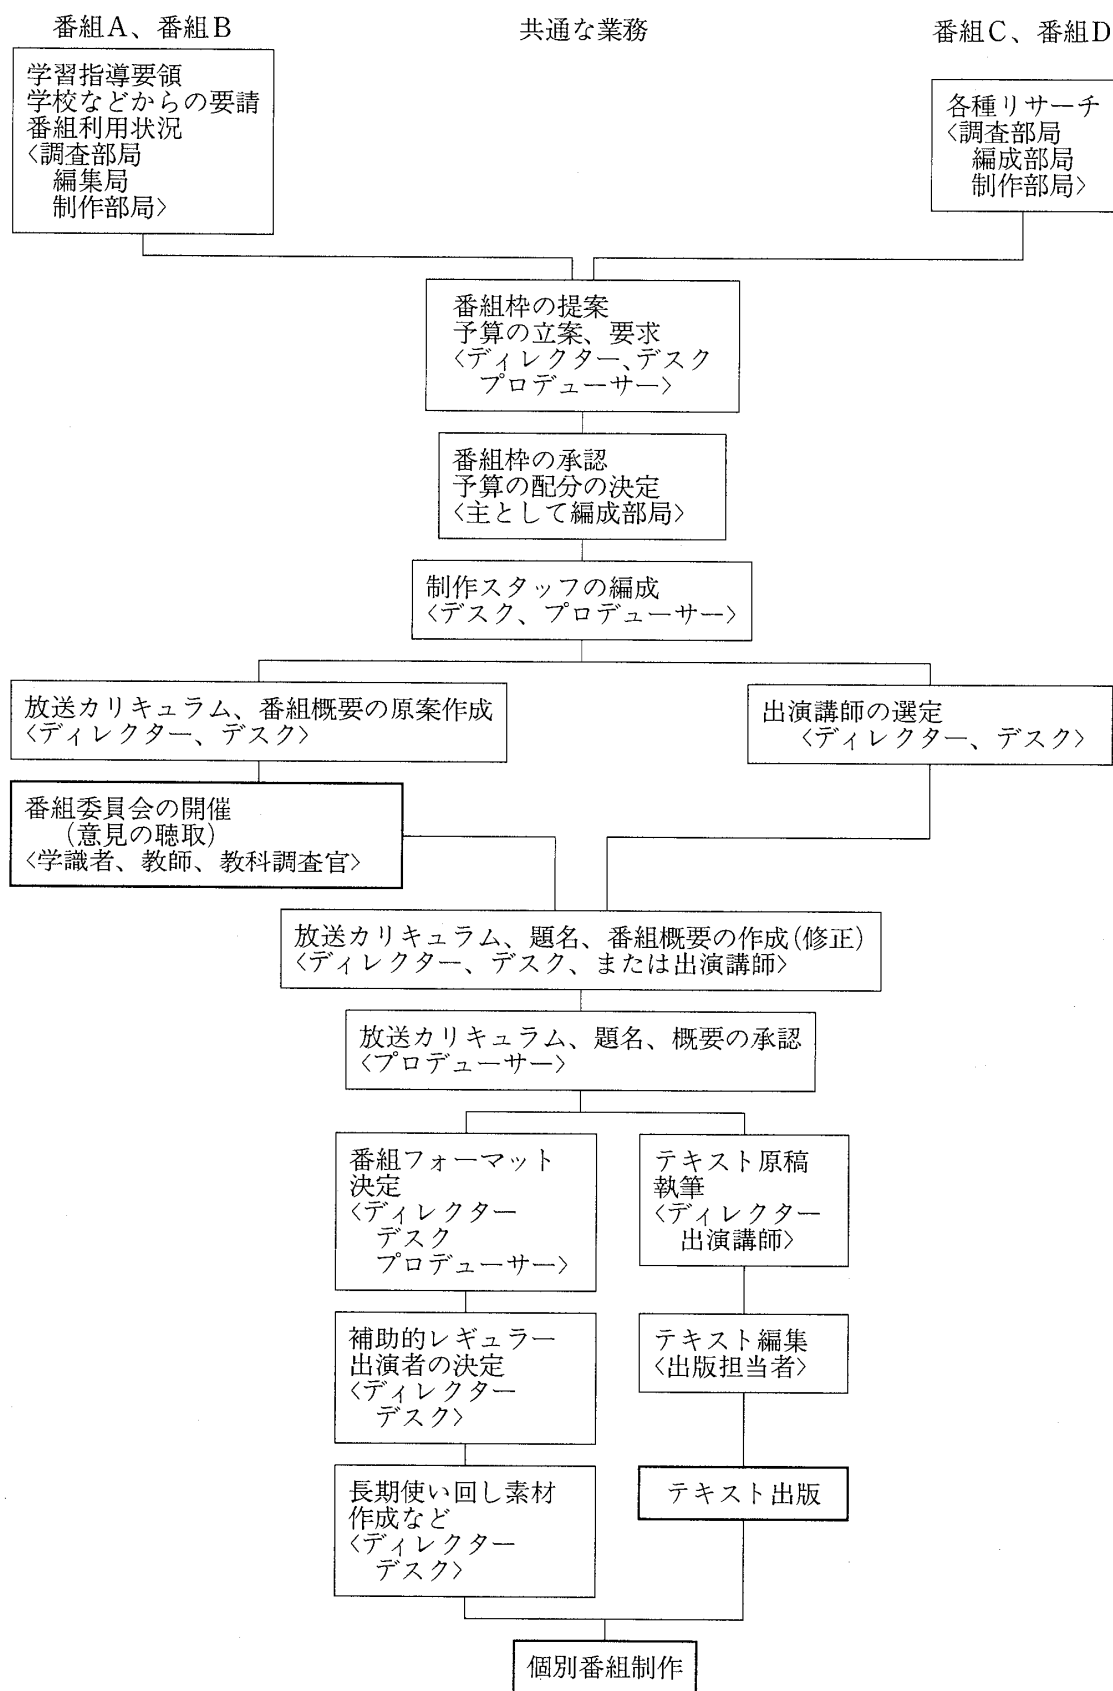 番組A、番組B
共通な業務
番組C、番組D
学習指導要領
学校などからの要請
番組利用状況
〈調査部局
編集局
制作部局〉
各種リサーチ
〈調査部局
編成部局
制作部局〉
番組枠の提案
予算の立案、要求
〈ディレクター、デスク
プロデューサー〉
番組枠の承認
予算の配分の決定
〈主として編成部局〉
制作スタッフの編成
〈デスク、プロデューサー〉
放送カリキュラム、番組概要の原案作成
〈ディレクター、デスク〉
出演講師の選定
〈ディレクター、デスク〉
番組委員会の開催
(意見の聴取)
〈学識者、教師、教科調査官〉
放送カリキュラム、題名、番組概要の作成(修正)
〈ディレクター、デスク、または出演講師〉
放送カリキュラム、題名、概要の承認
〈プロデューサー〉
番組フォーマット
決定
〈ディレクター
デスク
プロデューサー〉
テキスト原稿
執筆
〈ディレクター
出演講師〉
補助的レギュラー
出演者の決定
〈ディレクター
デスク〉
テキスト編集
〈出版担当者〉
長期使い回し素材
作成など
〈ディレクター
デスク〉
テキスト出版
個別番組制作